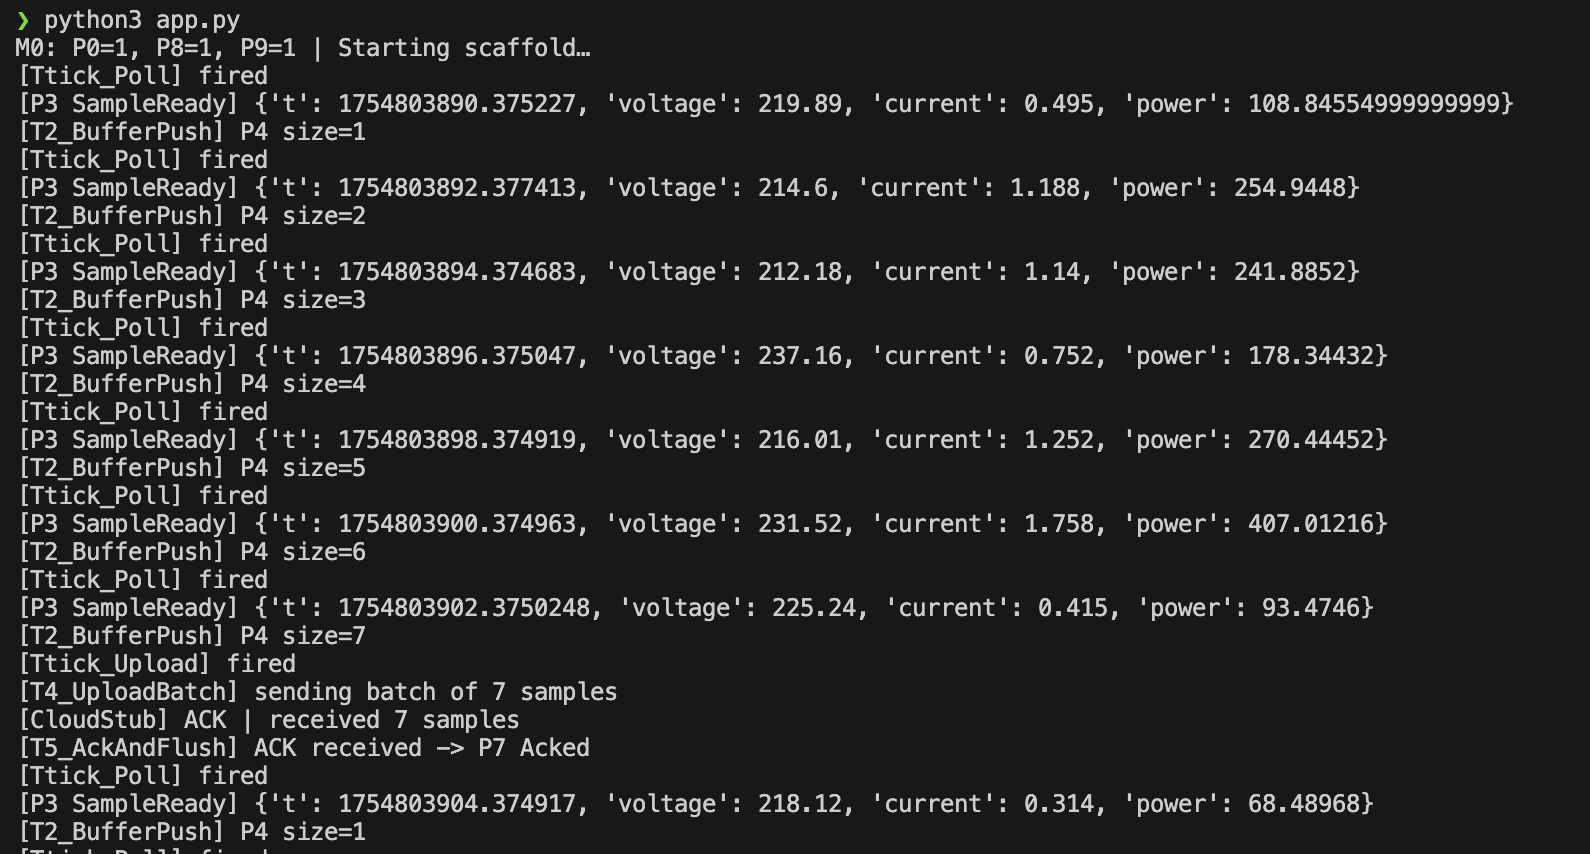 ❯ python3 app.py
M0: P0=1, P8=1, P9=1 | Starting scaffold…
[Ttick_Poll] fired
[P3 SampleReady] {'t': 1754803890.375227, 'voltage': 219.89, 'current': 0.495, 'power': 108.84554999999999}
[T2_BufferPush] P4 size=1
[Ttick_Poll] fired
[P3 SampleReady] {'t': 1754803892.377413, 'voltage': 214.6, 'current': 1.188, 'power': 254.9448}
[T2_BufferPush] P4 size=2
[Ttick_Poll] fired
[P3 SampleReady] {'t': 1754803894.374683, 'voltage': 212.18, 'current': 1.14, 'power': 241.8852}
[T2_BufferPush] P4 size=3
[Ttick_Poll] fired
[P3 SampleReady] {'t': 1754803896.375047, 'voltage': 237.16, 'current': 0.752, 'power': 178.34432}
[T2_BufferPush] P4 size=4
[Ttick_Poll] fired
[P3 SampleReady] {'t': 1754803898.374919, 'voltage': 216.01, 'current': 1.252, 'power': 270.44452}
[T2_BufferPush] P4 size=5
[Ttick_Poll] fired
[P3 SampleReady] {'t': 1754803900.374963, 'voltage': 231.52, 'current': 1.758, 'power': 407.01216}
[T2_BufferPush] P4 size=6
[Ttick_Poll] fired
[P3 SampleReady] {'t': 1754803902.3750248, 'voltage': 225.24, 'current': 0.415, 'power': 93.4746}
[T2_BufferPush] P4 size=7
[Ttick_Upload] fired
[T4_UploadBatch] sending batch of 7 samples
[CloudStub] ACK | received 7 samples
[T5_AckAndFlush] ACK received —> P7 Acked
[Ttick_Poll] fired
[P3 SampleReady] {'t': 1754803904.374917, 'voltage': 218.12, 'current': 0.314, 'power': 68.48968}
[T2_BufferPush] P4 size=1